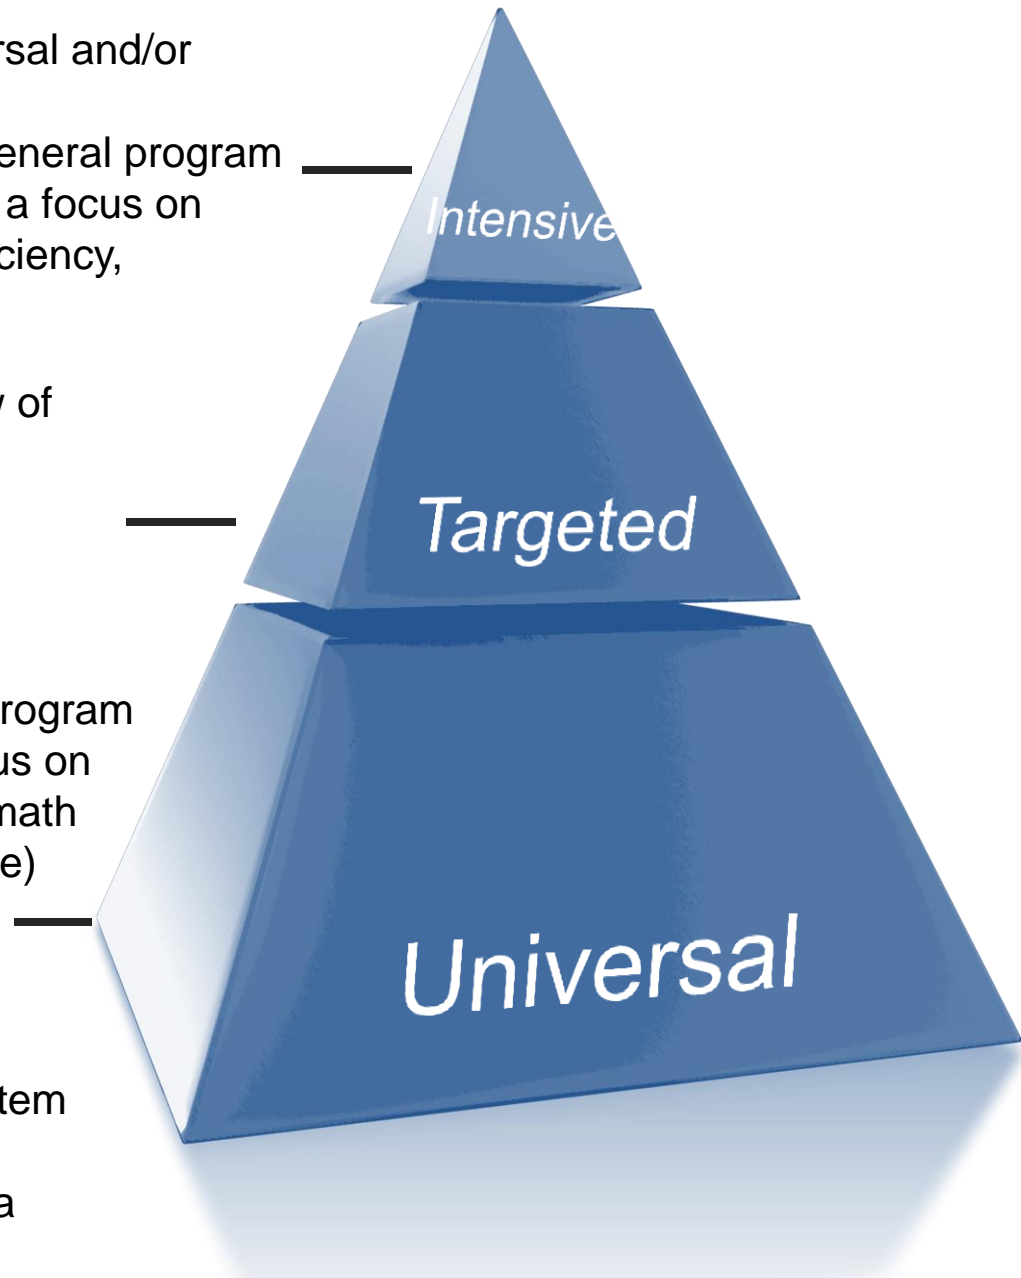 rsal and/or
eneral program
a focus on
ciency,
Intensive
of
Targeted
rogram
us on
math
e)
Universal
tem
a